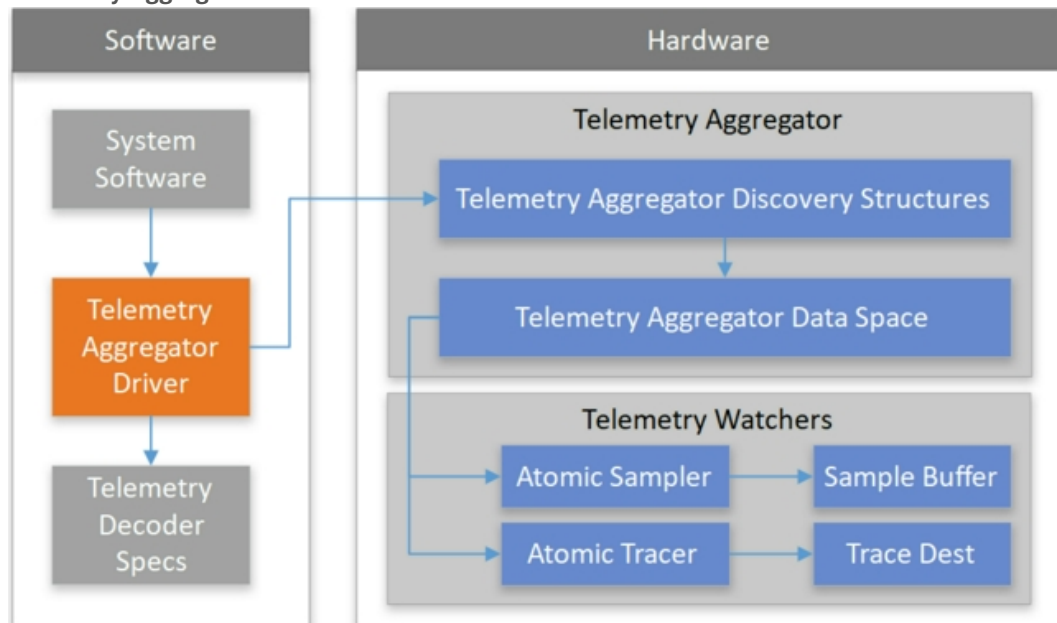 Software
System
Software
Telemetry
Aggregator
Driver
Telemetry
Decoder
Specs
Hardware
Telemetry Aggregator
Telemetry Aggregator Discovery Structures
Telemetry Aggregator Data Space
Telemetry Watchers
Atomic Sampler
Sample Buffer
Atomic Tracer
Trace Dest